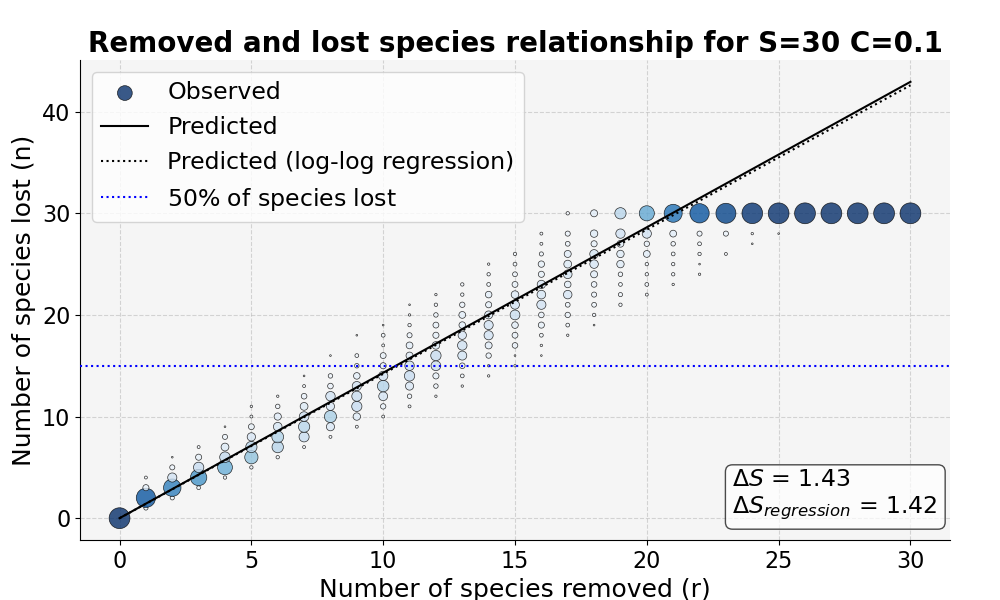 Removed and lost species relationship for S=30 C=0.1
Number of species lost (n)
40
30
20
10
0
Observed
Predicted
Predicted (log-log regression)
50% of species lost
ΔS = 1.43
ΔS_regression = 1.42
0 5 10 15 20 25 30
Number of species removed (r)